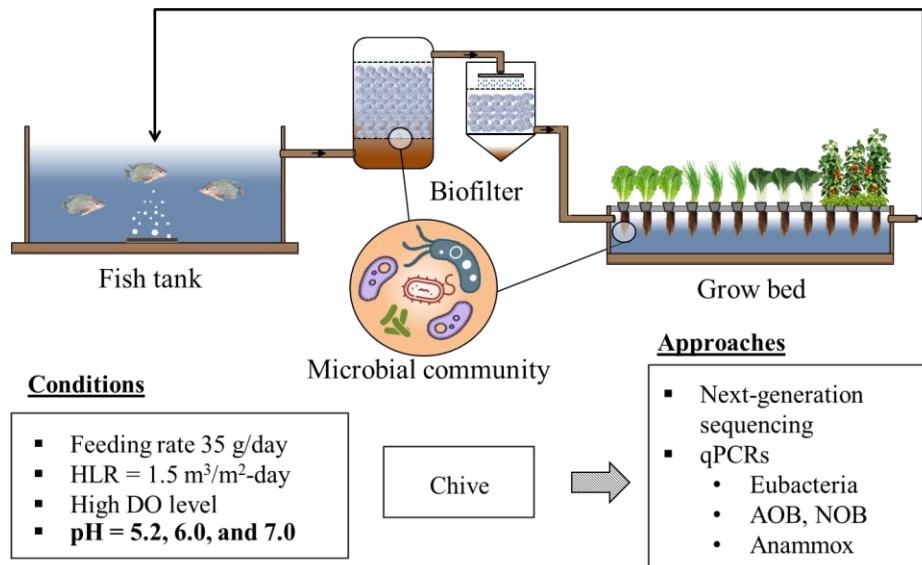 Biofilter
Fish tank
Grow bed
Microbial community
Conditions
▪ Feeding rate 35 g/day
▪ HLR = 1.5 m³/m²-day
▪ High DO level
▪ pH = 5.2, 6.0, and 7.0
Chive
Approaches
▪ Next-generation
sequencing
▪ qPCRs
• Eubacteria
• AOB, NOB
• Anammox